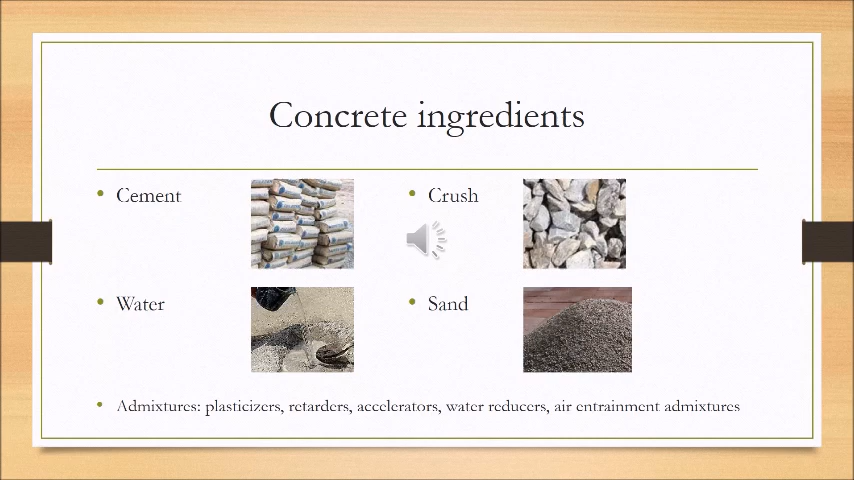 Concrete ingredients
• Cement
• Crush
• Water
• Sand
• Admixtures: plasticizers, retarders, accelerators, water reducers, air entrainment admixtures